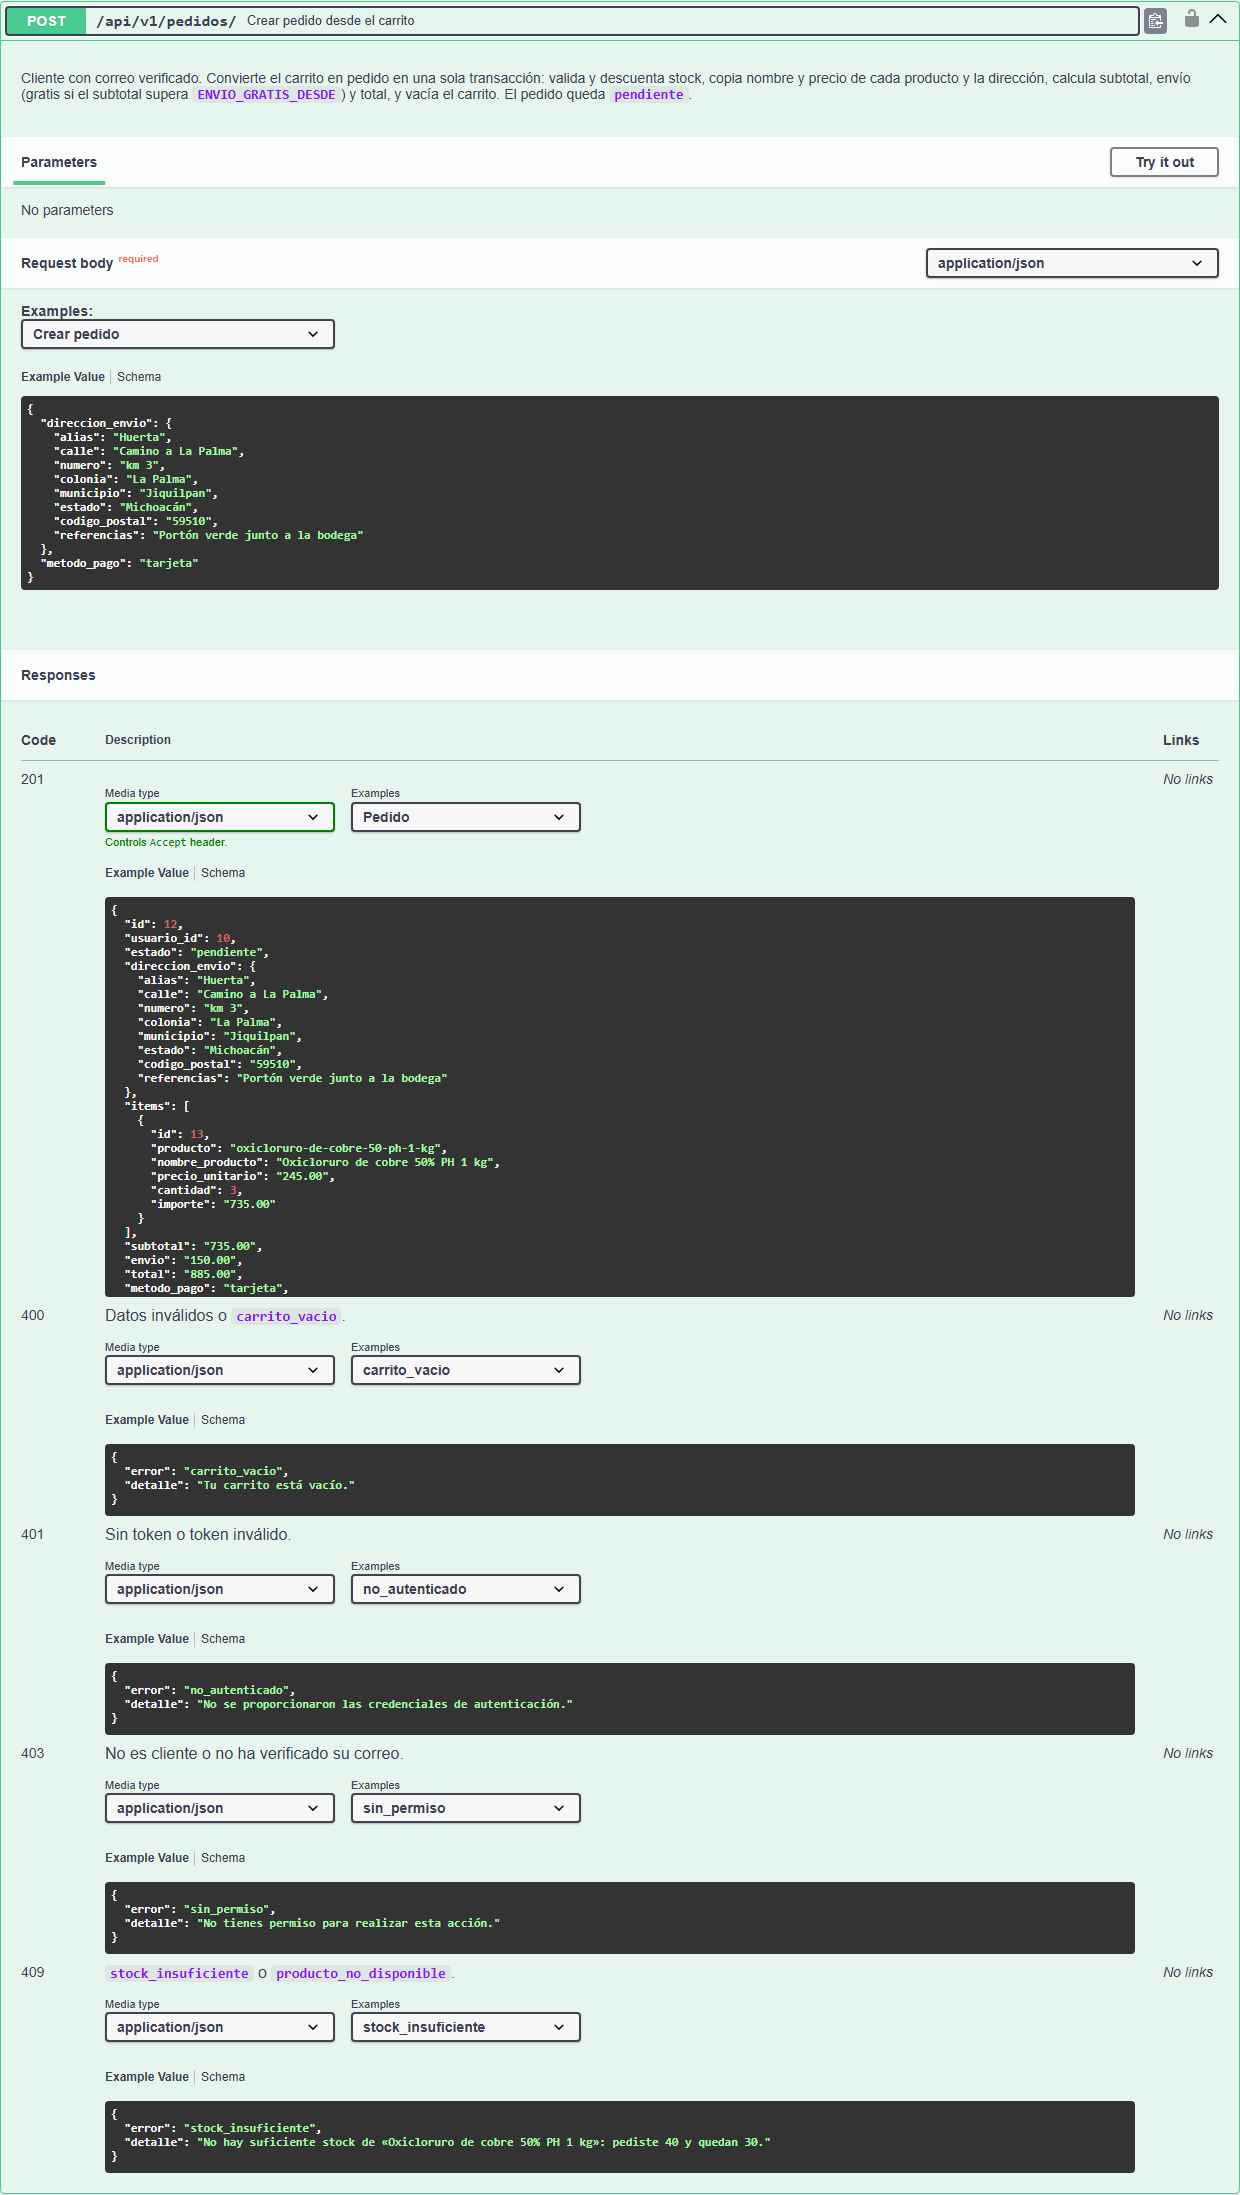 POST /api/v1/pedidos/ Crear pedido desde el carrito
Cliente con correo verificado. Convierte el carrito en pedido en una sola transacción: valida y descuenta stock, copia nombre y precio de cada producto y la dirección, calcula subtotal, envío
(gratis si el subtotal supera ENVIO_GRATIS_DESDE) y total, y vacía el carrito. El pedido queda pendiente.
Parameters
Try it out
No parameters
Request body required
application/json
Examples:
Crear pedido
Example Value Schema
{
"direccion_envio": {
"alias": "Huerta",
"calle": "Camino a La Palma",
"numero": "km 3",
"colonia": "La Palma",
"municipio": "Jiquilpan",
"estado": "Michoacán",
"codigo_postal": "59510",
"referencias": "Portón verde junto a la bodega"
},
"metodo_pago": "tarjeta"
}
Responses
Code Description Links
201 No links
Media type Examples
application/json Pedido
Controls Accept header.
Example Value Schema
{
"id": 12,
"usuario_id": 10,
"estado": "pendiente",
"direccion_envio": {
"alias": "Huerta",
"calle": "Camino a La Palma",
"numero": "km 3",
"colonia": "La Palma",
"municipio": "Jiquilpan",
"estado": "Michoacán",
"codigo_postal": "59510",
"referencias": "Portón verde junto a la bodega"
},
"items": [
{
"id": 13,
"producto": "oxicloruro-de-cobre-50-ph-1-kg",
"nombre_producto": "Oxicloruro de cobre 50% PH 1 kg",
"precio_unitario": "245.00",
"cantidad": 3,
"importe": "735.00"
}
],
"subtotal": "735.00",
"envio": "150.00",
"total": "885.00",
"metodo_pago": "tarjeta",
400 Datos inválidos o carrito_vacio. No links
Media type Examples
application/json carrito_vacio
Example Value Schema
{
"error": "carrito_vacio",
"detalle": "Tu carrito está vacío."
}
401 Sin token o token inválido. No links
Media type Examples
application/json no_autenticado
Example Value Schema
{
"error": "no_autenticado",
"detalle": "No se proporcionaron las credenciales de autenticación."
}
403 No es cliente o no ha verificado su correo. No links
Media type Examples
application/json sin_permiso
Example Value Schema
{
"error": "sin_permiso",
"detalle": "No tienes permiso para realizar esta acción."
}
409 stock_insuficiente o producto_no_disponible. No links
Media type Examples
application/json stock_insuficiente
Example Value Schema
{
"error": "stock_insuficiente",
"detalle": "No hay suficiente stock de «Oxicloruro de cobre 50% PH 1 kg»: pediste 40 y quedan 30."
}